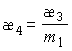 æ₄ = æ₃ / m₁